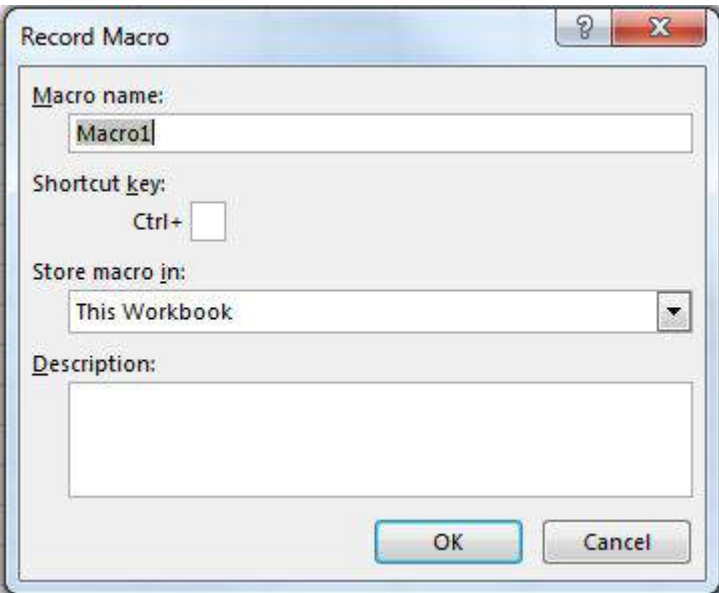 Record Macro
Macro name:
Macro1
Shortcut key:
Ctrl+
Store macro in:
This Workbook
Description:
OK Cancel